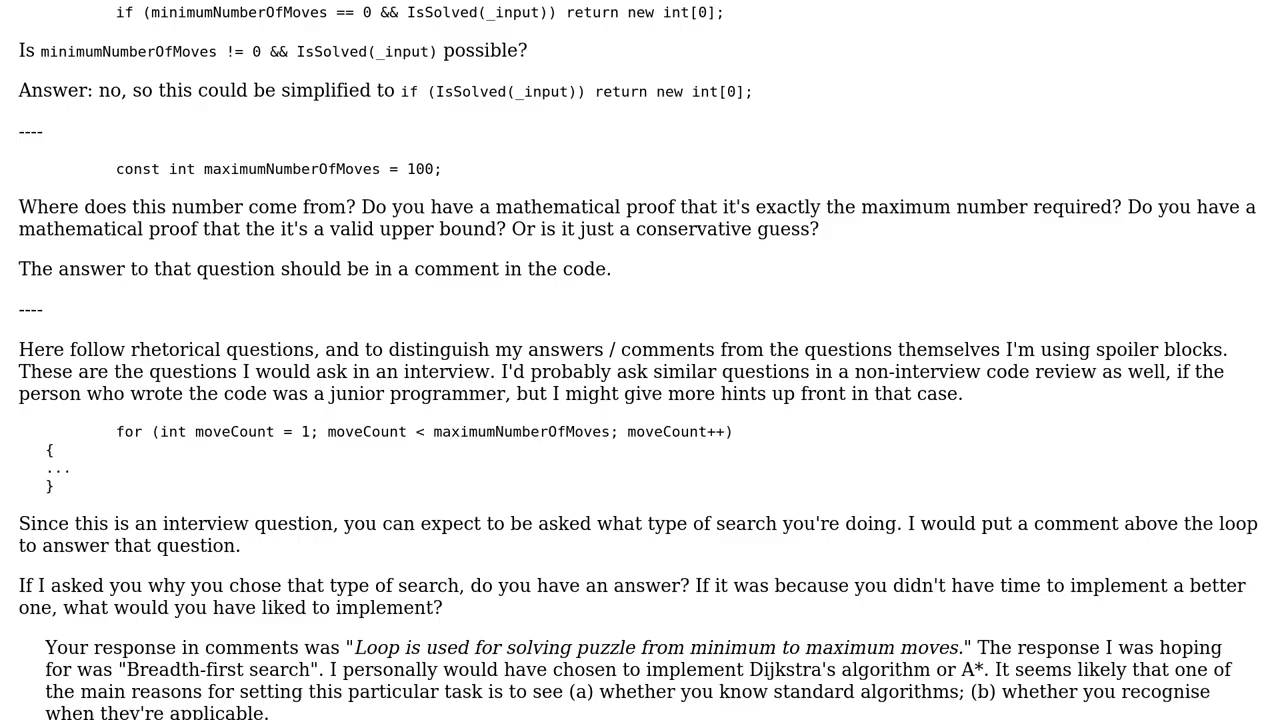 if (minimumNumberOfMoves == 0 && IsSolved(_input)) return new int[0];
Is minimumNumberOfMoves != 0 && IsSolved(_input) possible?
Answer: no, so this could be simplified to if (IsSolved(_input)) return new int[0];
----
const int maximumNumberOfMoves = 100;
Where does this number come from? Do you have a mathematical proof that it's exactly the maximum number required? Do you have a
mathematical proof that the it's a valid upper bound? Or is it just a conservative guess?
The answer to that question should be in a comment in the code.
----
Here follow rhetorical questions, and to distinguish my answers / comments from the questions themselves I'm using spoiler blocks.
These are the questions I would ask in an interview. I'd probably ask similar questions in a non-interview code review as well, if the
person who wrote the code was a junior programmer, but I might give more hints up front in that case.
for (int moveCount = 1; moveCount < maximumNumberOfMoves; moveCount++)
{
...
}
Since this is an interview question, you can expect to be asked what type of search you're doing. I would put a comment above the loop
to answer that question.
If I asked you why you chose that type of search, do you have an answer? If it was because you didn't have time to implement a better
one, what would you have liked to implement?
Your response in comments was "Loop is used for solving puzzle from minimum to maximum moves." The response I was hoping
for was "Breadth-first search". I personally would have chosen to implement Dijkstra's algorithm or A*. It seems likely that one of
the main reasons for setting this particular task is to see (a) whether you know standard algorithms; (b) whether you recognise
when they're applicable.